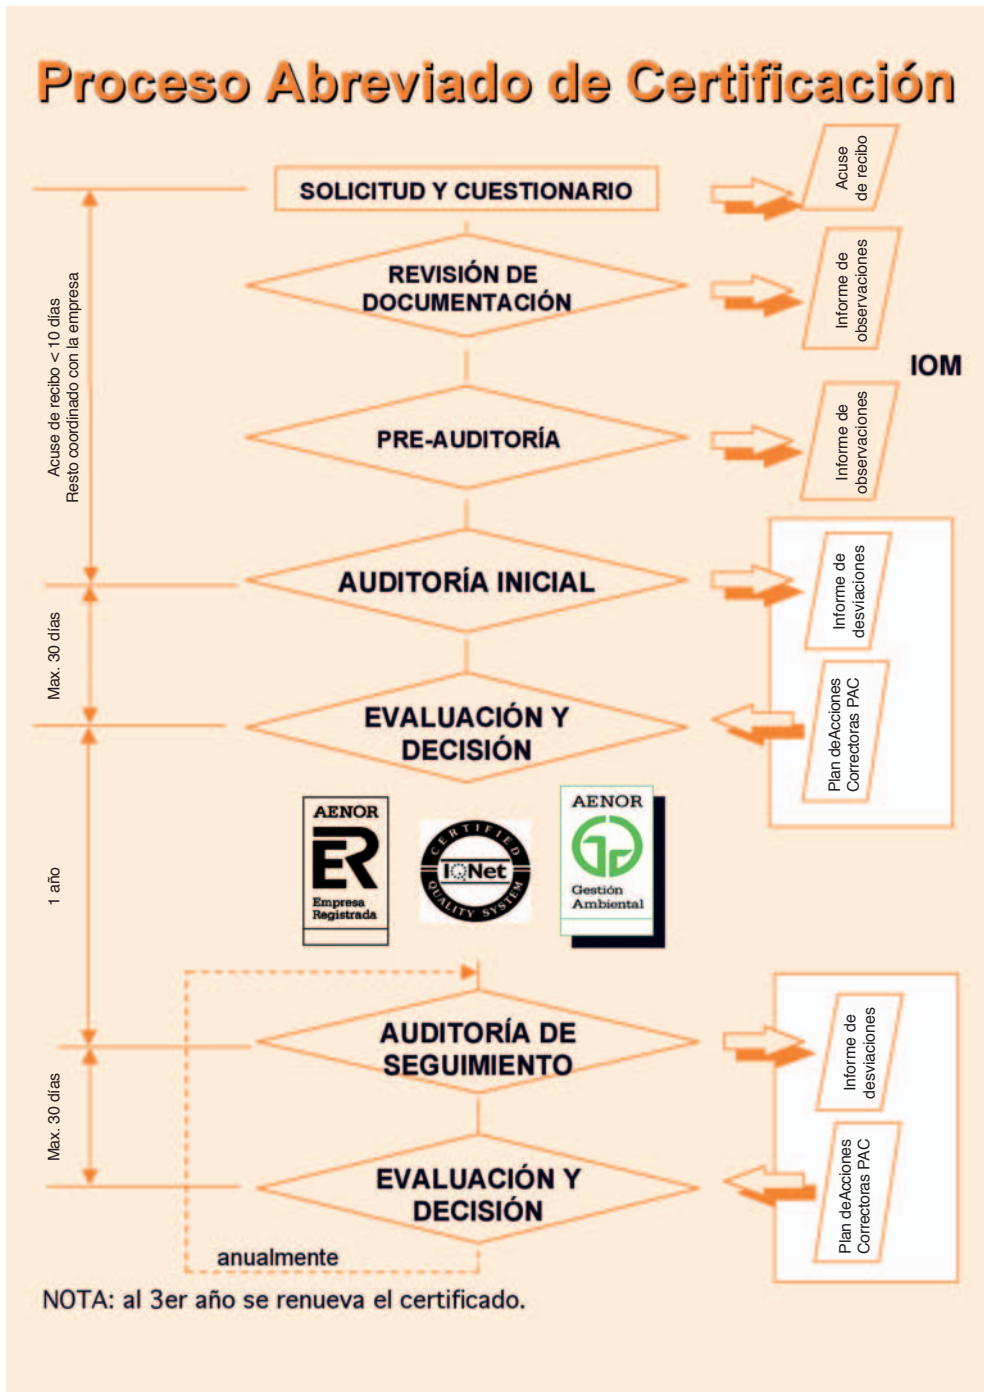 Proceso Abreviado de Certificación
SOLICITUD Y CUESTIONARIO
Acuse
de recibo
REVISIÓN DE
DOCUMENTACIÓN
Informe de
observaciones
IOM
Acuse de recibo < 10 días
Resto coordinado con la empresa
PRE-AUDITORÍA
Informe de
observaciones
AUDITORÍA INICIAL
Informe de
desviaciones
Max. 30 días
EVALUACIÓN Y
DECISIÓN
Plan deAcciones
Correctoras PAC
1 año
AENOR
ER
Empresa
Registrada
CERTIFIED
IQNet
QUALITY SYSTEM
AENOR
Gestión
Ambiental
AUDITORÍA DE
SEGUIMIENTO
Informe de
desviaciones
Max. 30 días
EVALUACIÓN Y
DECISIÓN
Plan deAcciones
Correctoras PAC
anualmente
NOTA: al 3er año se renueva el certificado.